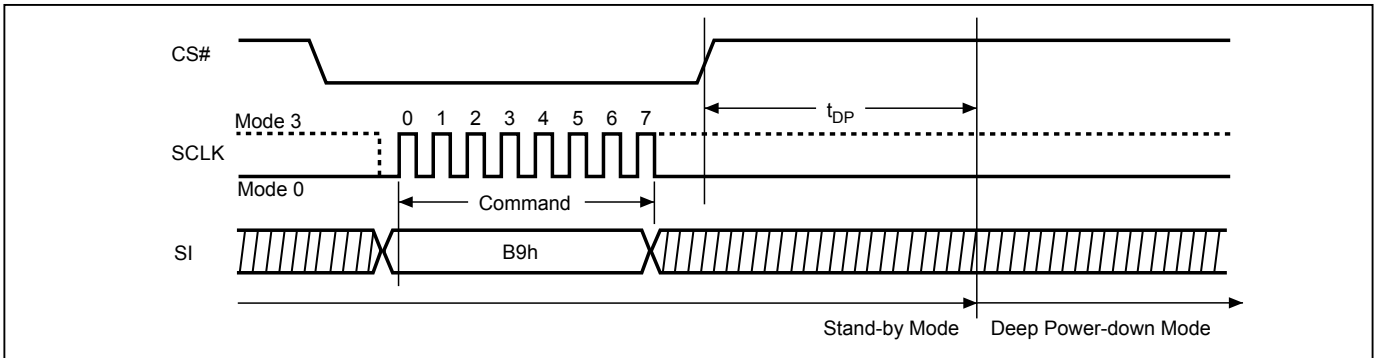 CS#
t_DP
Mode 3
0 1 2 3 4 5 6 7
SCLK
Mode 0
Command
SI
B9h
Stand-by Mode
Deep Power-down Mode